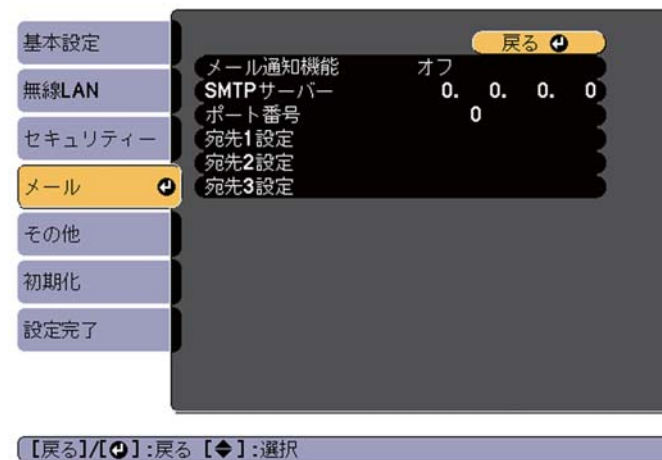 基本設定
無線LAN
セキュリティー
メール
その他
初期化
設定完了
戻る
メール通知機能 オフ
SMTPサーバー 0. 0. 0. 0
ポート番号 0
宛先1設定
宛先2設定
宛先3設定
[戻る]/[⏎]:戻る [◆]:選択